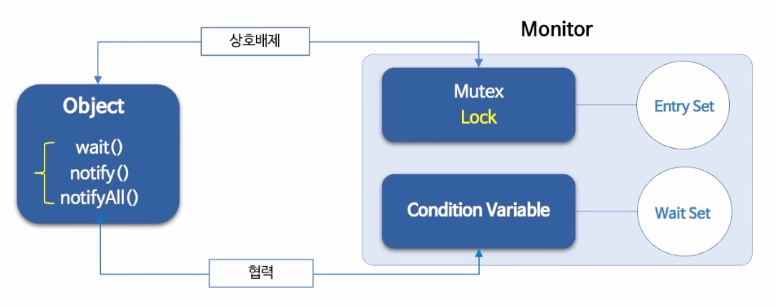 상호배제
Monitor
Object
wait()
notify()
notifyAll()
Mutex
Lock
Entry Set
Condition Variable
Wait Set
협력